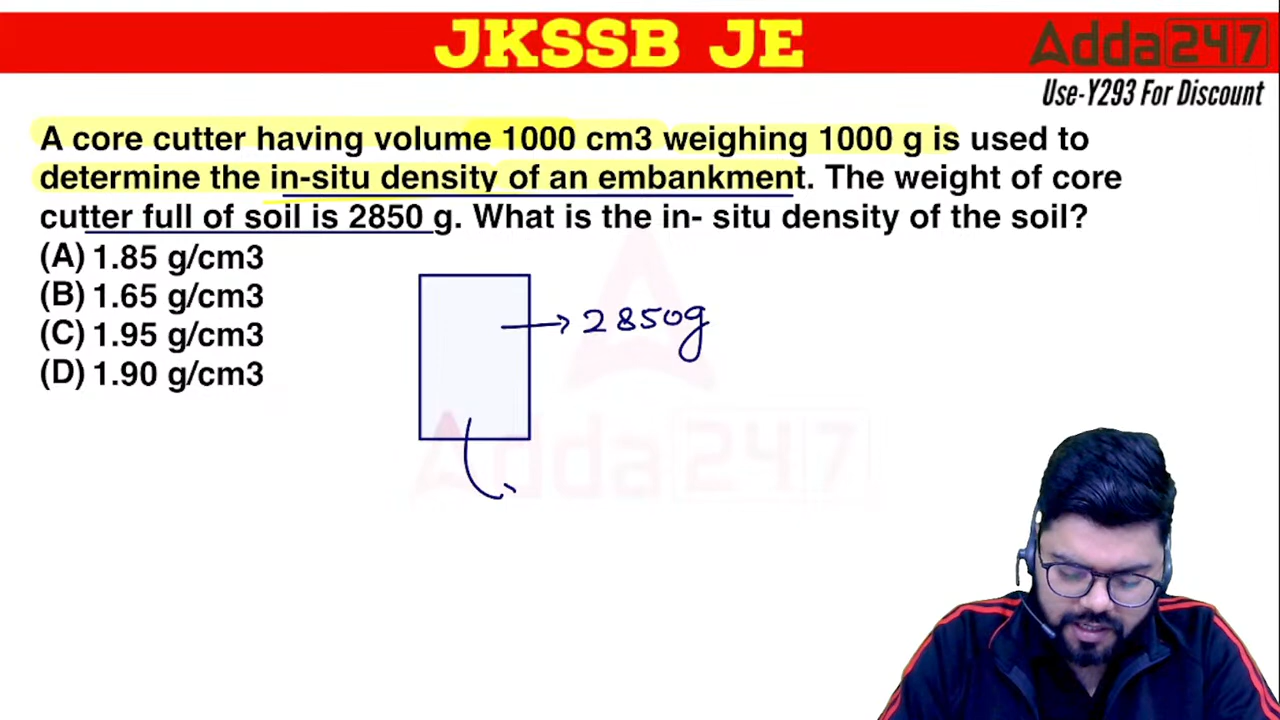 JKSSB JE
Adda247
Use-Y293 For Discount
A core cutter having volume 1000 cm3 weighing 1000 g is used to
determine the in-situ density of an embankment. The weight of core
cutter full of soil is 2850 g. What is the in- situ density of the soil?
(A) 1.85 g/cm3
(B) 1.65 g/cm3
(C) 1.95 g/cm3
(D) 1.90 g/cm3
2850g
Adda247